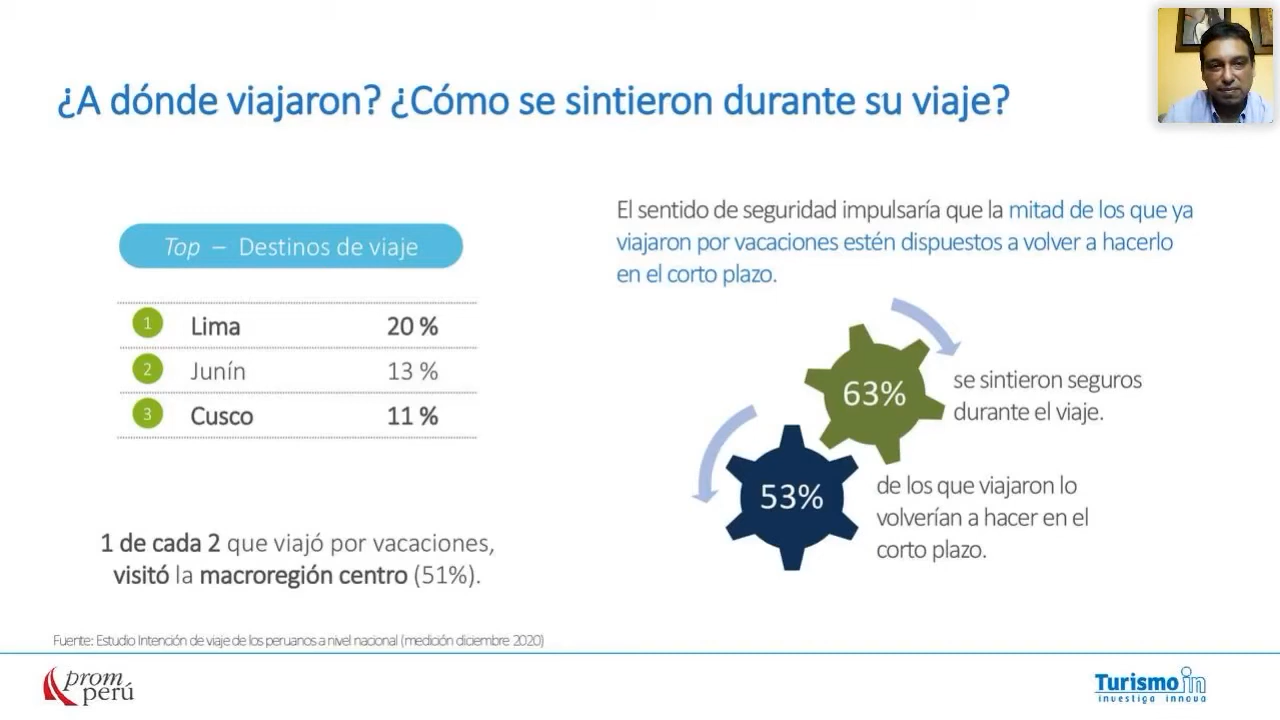 ¿A dónde viajaron? ¿Cómo se sintieron durante su viaje?
Top – Destinos de viaje
1 Lima 20 %
2 Junín 13 %
3 Cusco 11 %
1 de cada 2 que viajó por vacaciones,
visitó la macroregión centro (51%).
El sentido de seguridad impulsaría que la mitad de los que ya
viajaron por vacaciones estén dispuestos a volver a hacerlo
en el corto plazo.
63%
se sintieron seguros
durante el viaje.
53%
de los que viajaron lo
volverían a hacer en el
corto plazo.
Fuente: Estudio Intención de viaje de los peruanos a nivel nacional (medición diciembre 2020)
prom
perú
Turismo in
investiga innova